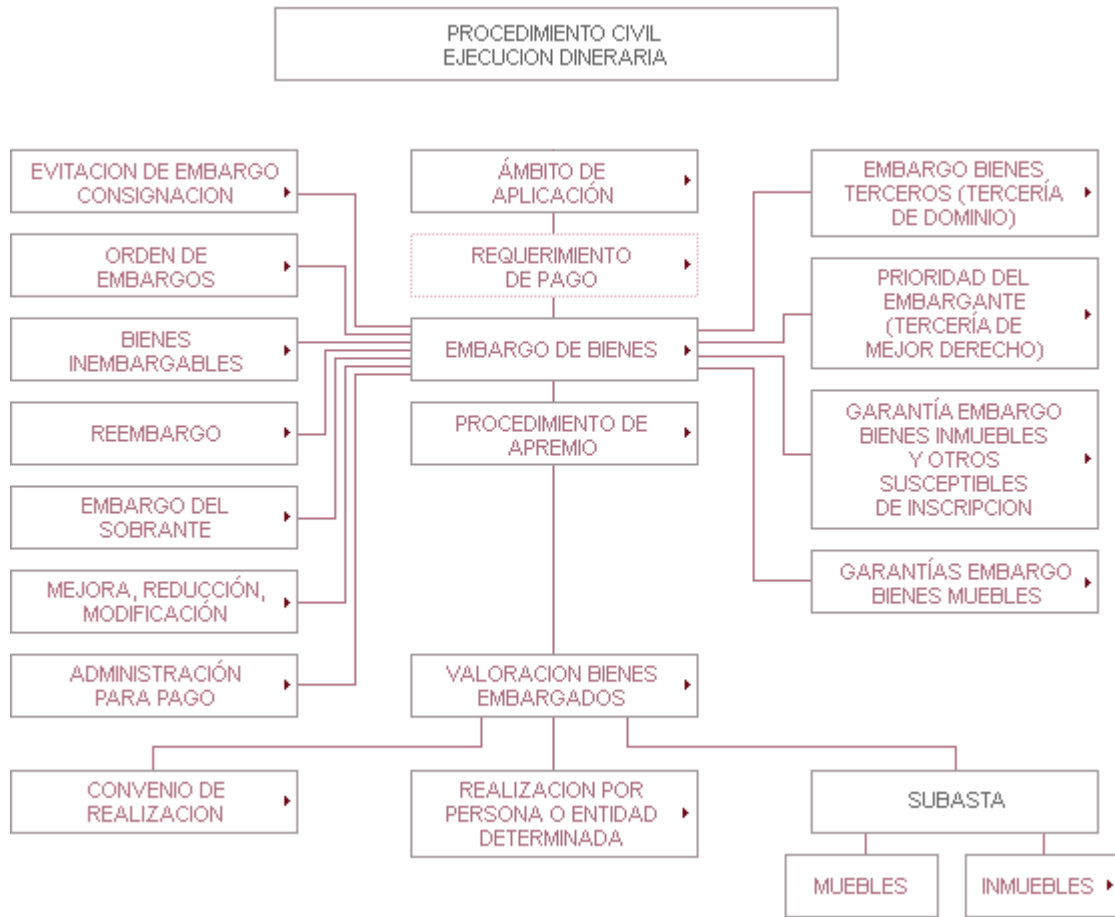 PROCEDIMIENTO CIVIL
EJECUCION DINERARIA
EVITACION DE EMBARGO
CONSIGNACION
ÁMBITO DE
APLICACIÓN
EMBARGO BIENES
TERCEROS (TERCERÍA
DE DOMINIO)
ORDEN DE
EMBARGOS
REQUERIMIENTO
DE PAGO
PRIORIDAD DEL
EMBARGANTE
(TERCERÍA DE
MEJOR DERECHO)
BIENES
INEMBARGABLES
EMBARGO DE BIENES
REEMBARGO
PROCEDIMIENTO DE
APREMIO
GARANTÍA EMBARGO
BIENES INMUEBLES
Y OTROS
SUSCEPTIBLES
DE INSCRIPCION
EMBARGO DEL
SOBRANTE
MEJORA, REDUCCIÓN,
MODIFICACIÓN
GARANTÍAS EMBARGO
BIENES MUEBLES
ADMINISTRACIÓN
PARA PAGO
VALORACION BIENES
EMBARGADOS
CONVENIO DE
REALIZACION
REALIZACION POR
PERSONA O ENTIDAD
DETERMINADA
SUBASTA
MUEBLES
INMUEBLES